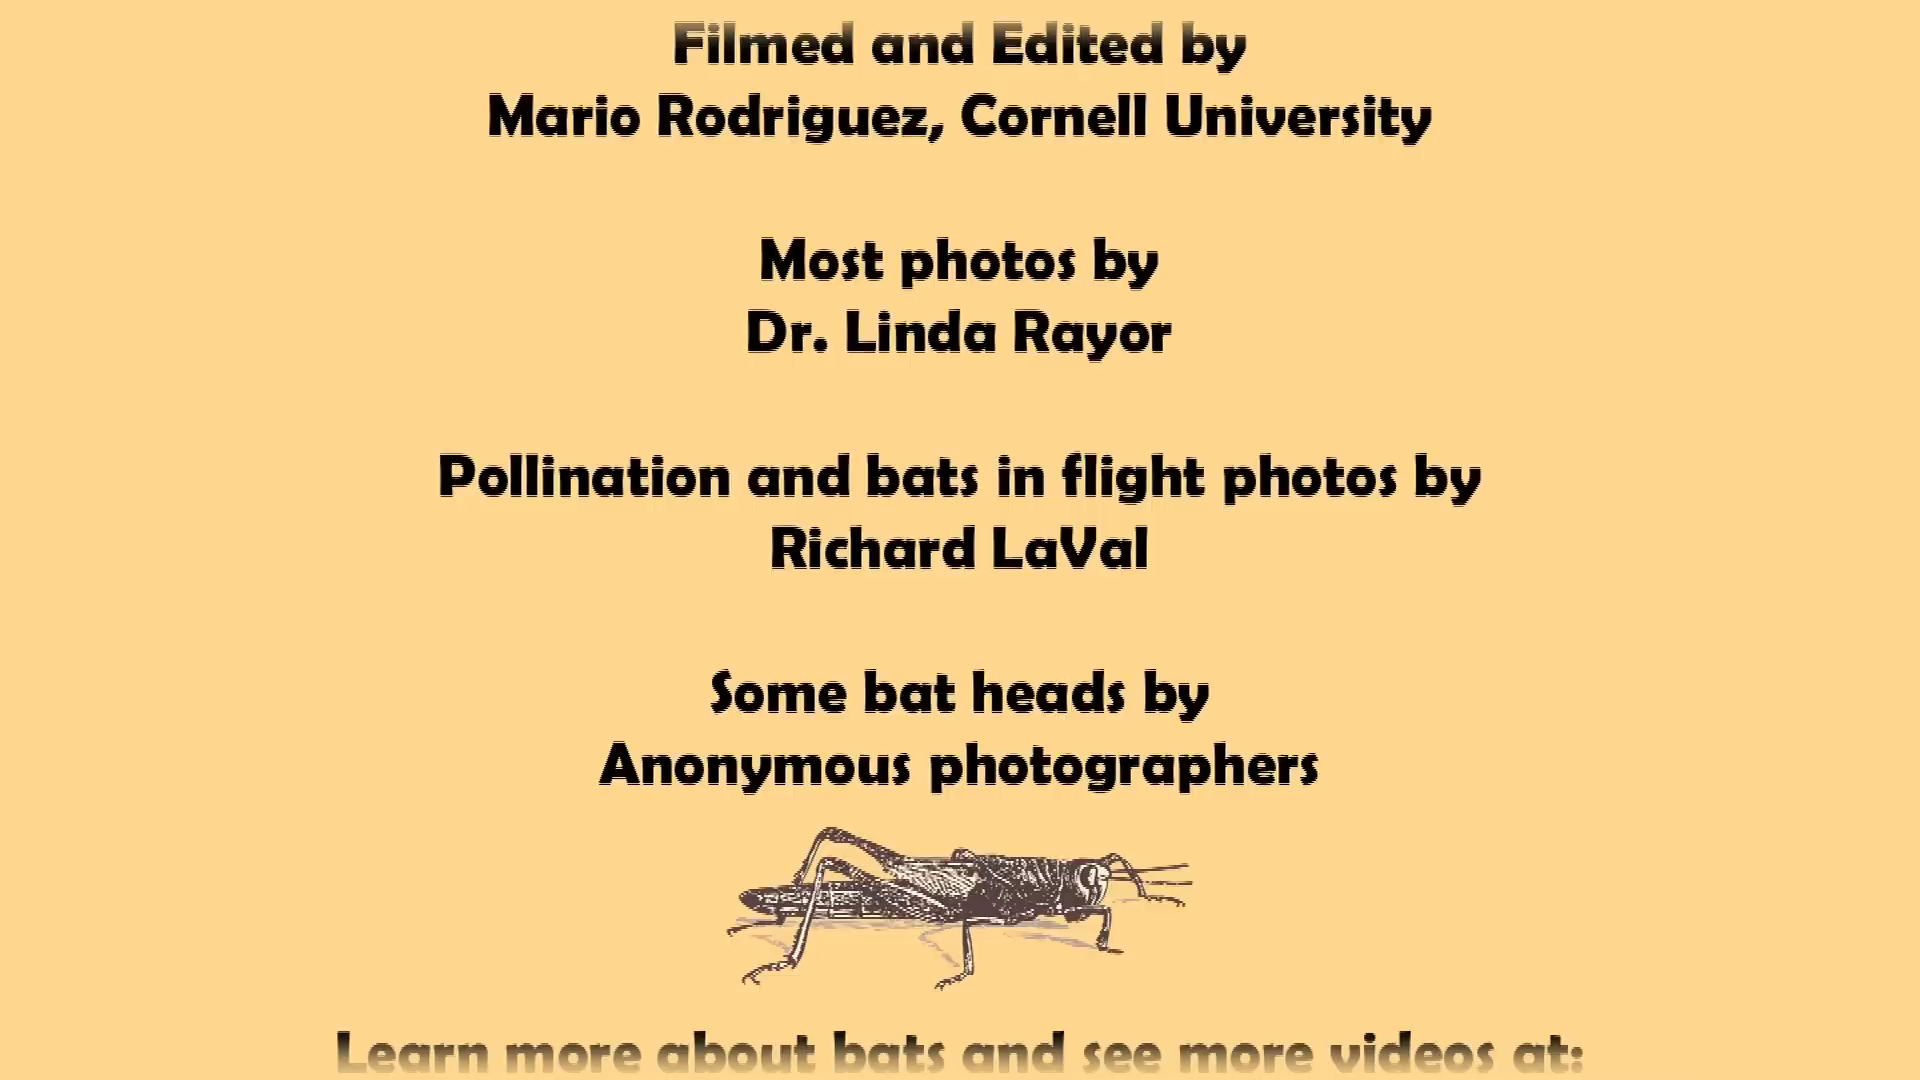 Filmed and Edited by
Mario Rodriguez, Cornell University
Most photos by
Dr. Linda Rayor
Pollination and bats in flight photos by
Richard LaVal
Some bat heads by
Anonymous photographers
Learn more about bats and see more videos at: